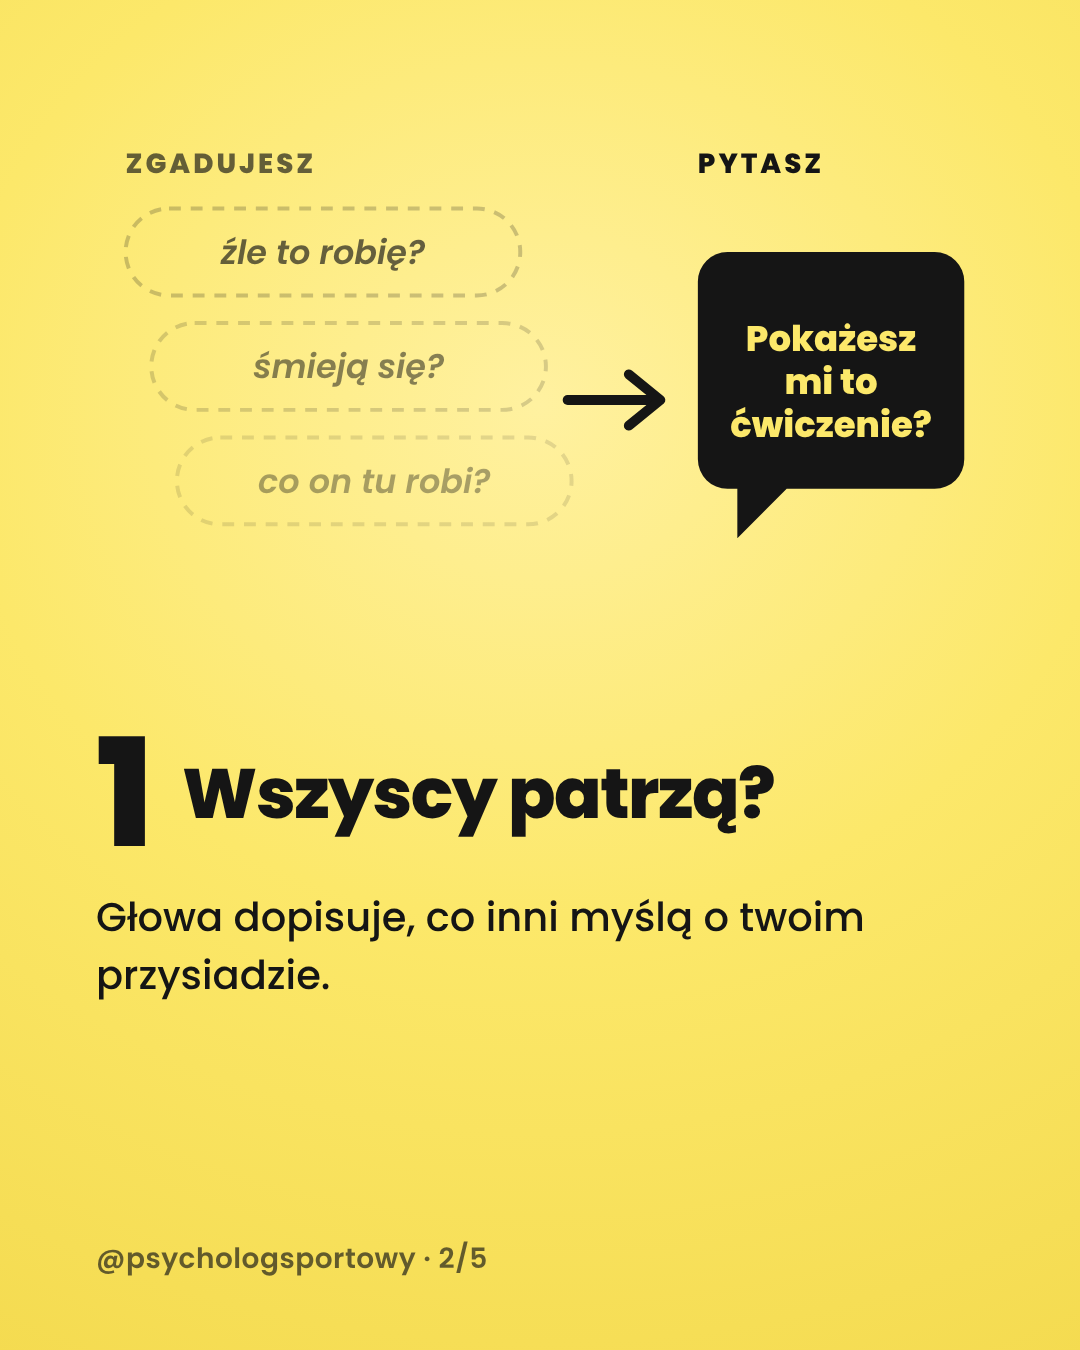 ZGADUJESZ
źle to robię?
śmieją się?
co on tu robi?
PYTASZ
Pokażesz
mi to
ćwiczenie?
1 Wszyscy patrzą?
Głowa dopisuje, co inni myślą o twoim
przysiadzie.
@psychologsportowy · 2/5